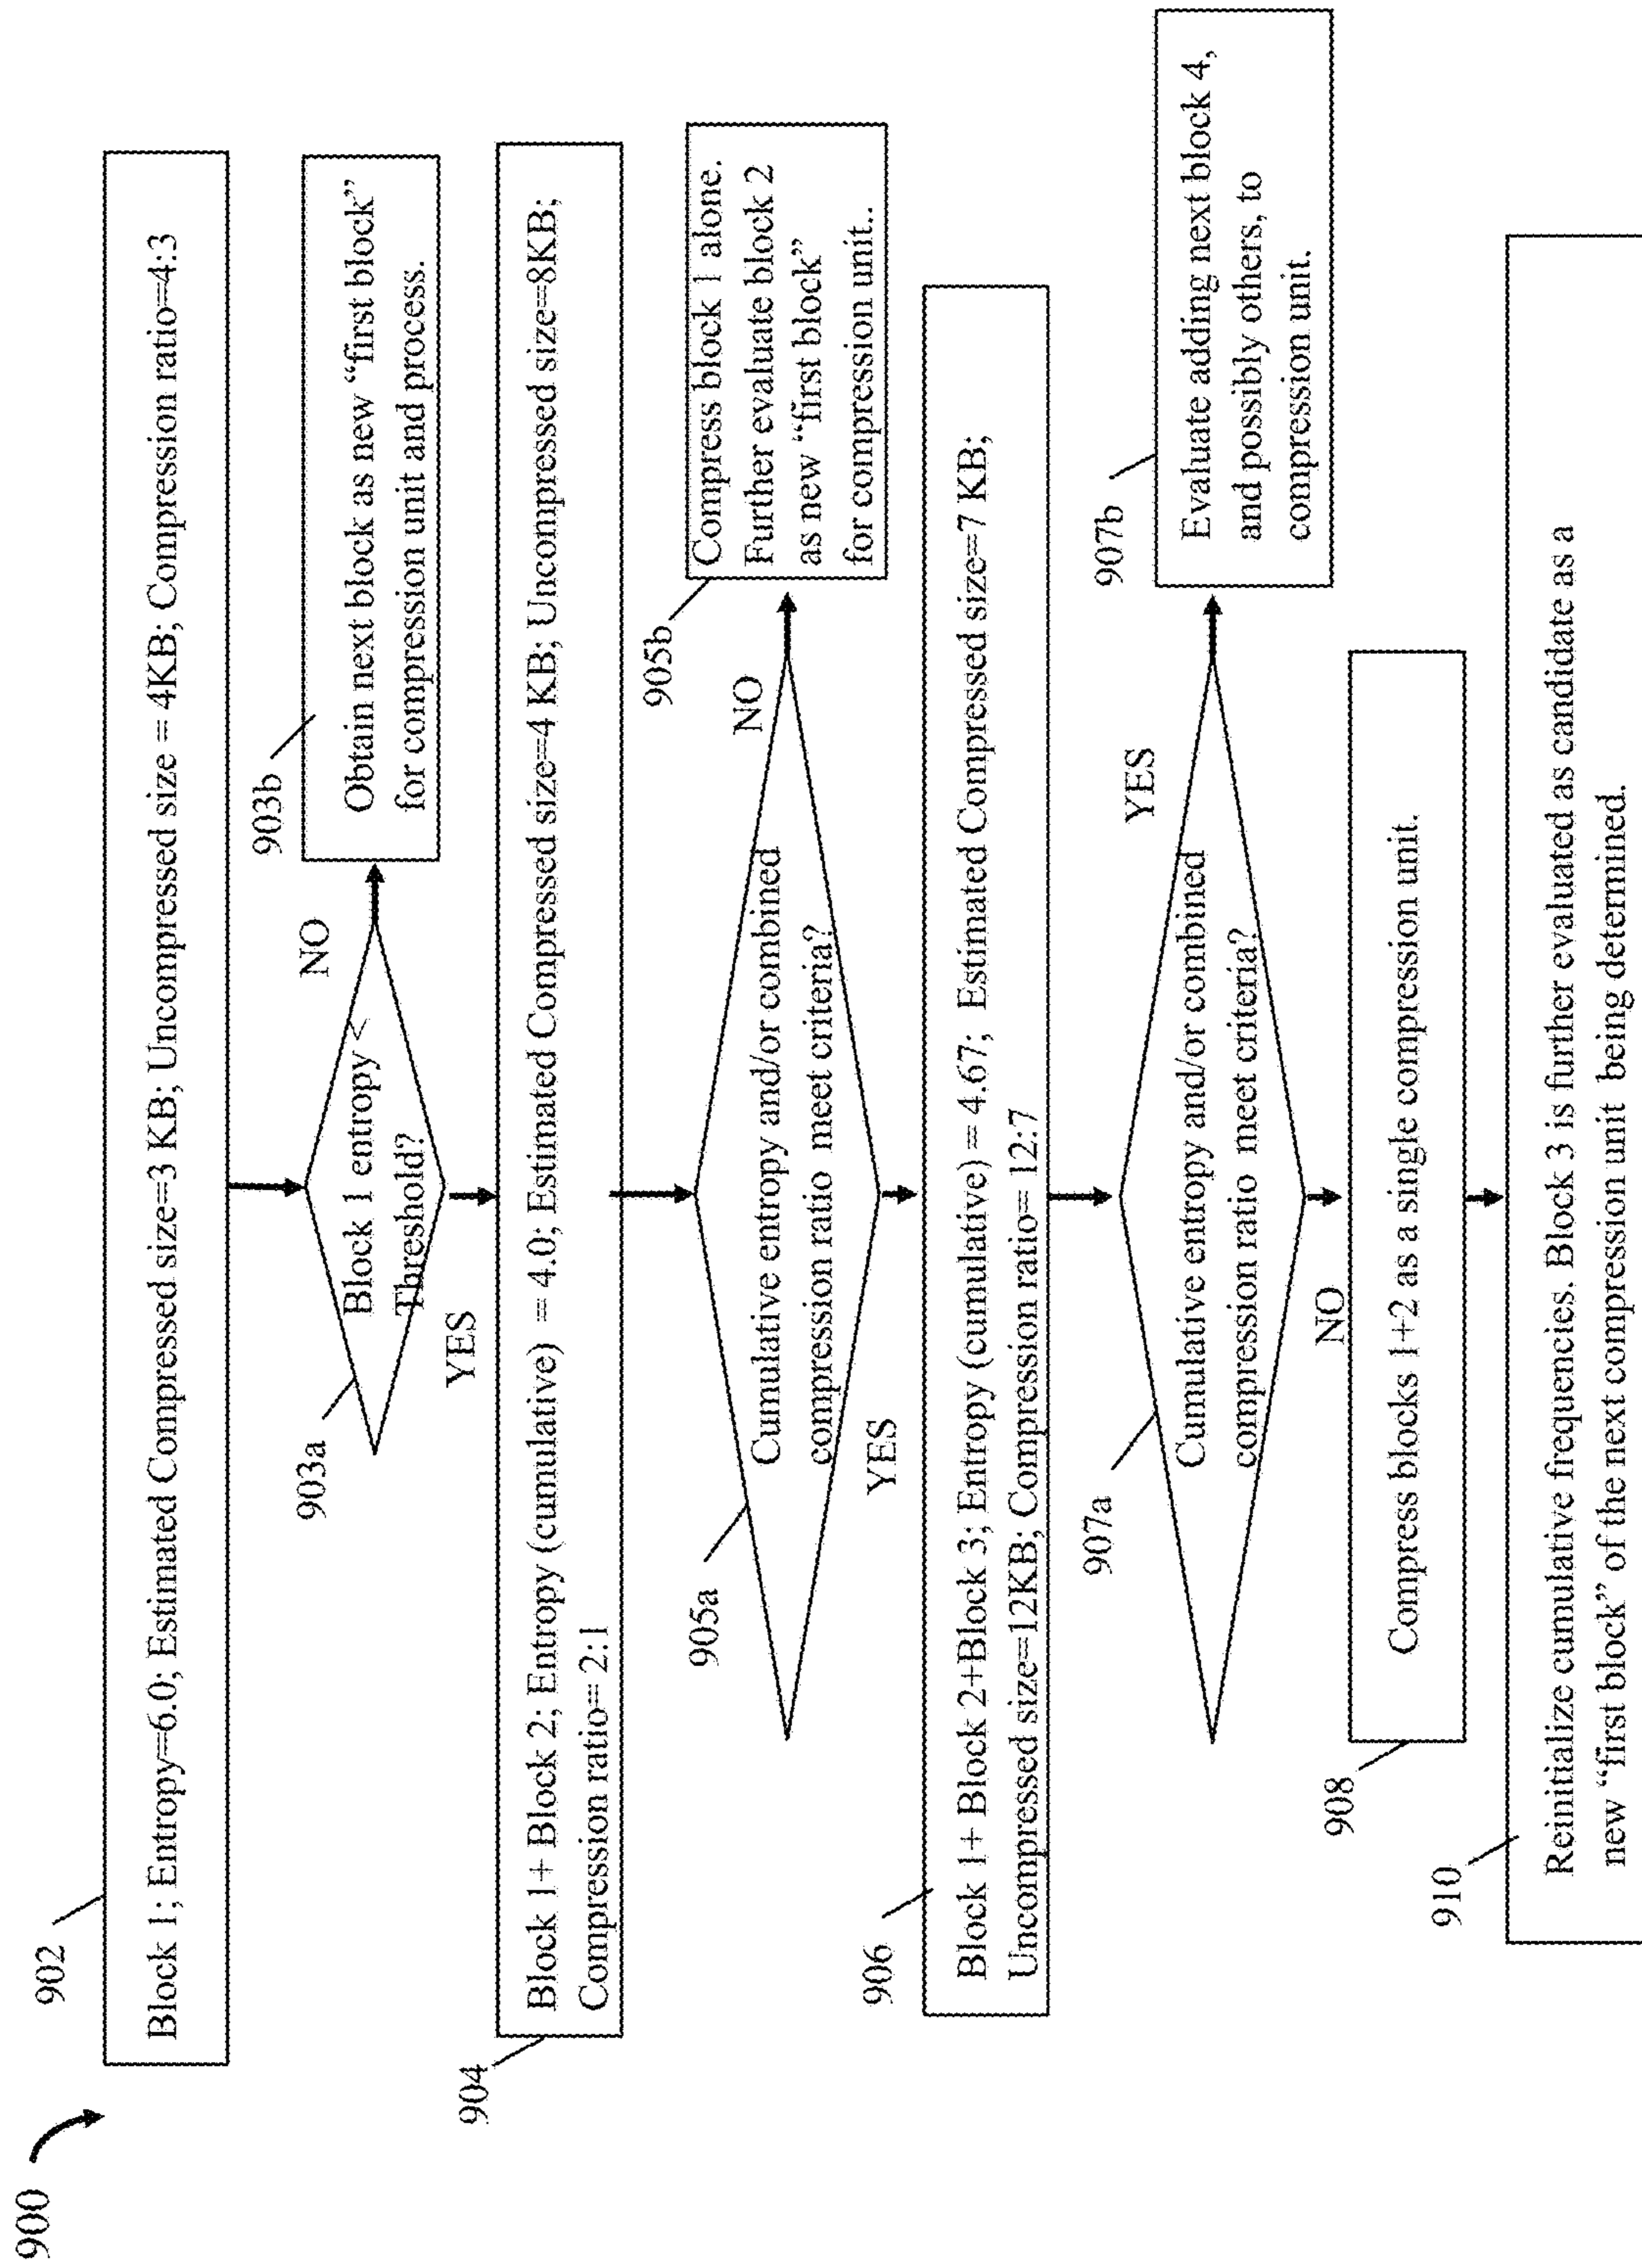 900
902
Block 1; Entropy=6.0; Estimated Compressed size=3 KB; Uncompressed size = 4KB; Compression ratio=4:3
903a
Block 1 entropy <
Threshold?
NO
903b
Obtain next block as new “first block”
for compression unit and process.
YES
904
Block 1+ Block 2; Entropy (cumulative) = 4.0; Estimated Compressed size=4 KB; Uncompressed size=8KB;
Compression ratio= 2:1
905a
Cumulative entropy and/or combined
compression ratio meet criteria?
NO
905b
Compress block 1 alone.
Further evaluate block 2
as new “first block”
for compression unit..
YES
906
Block 1+ Block 2+Block 3; Entropy (cumulative) = 4.67; Estimated Compressed size=7 KB;
Uncompressed size=12KB; Compression ratio= 12:7
907a
Cumulative entropy and/or combined
compression ratio meet criteria?
YES
907b
Evaluate adding next block 4,
and possibly others, to
compression unit.
NO
908
Compress blocks 1+2 as a single compression unit.
910
Reinitialize cumulative frequencies. Block 3 is further evaluated as candidate as a
new “first block” of the next compression unit being determined.